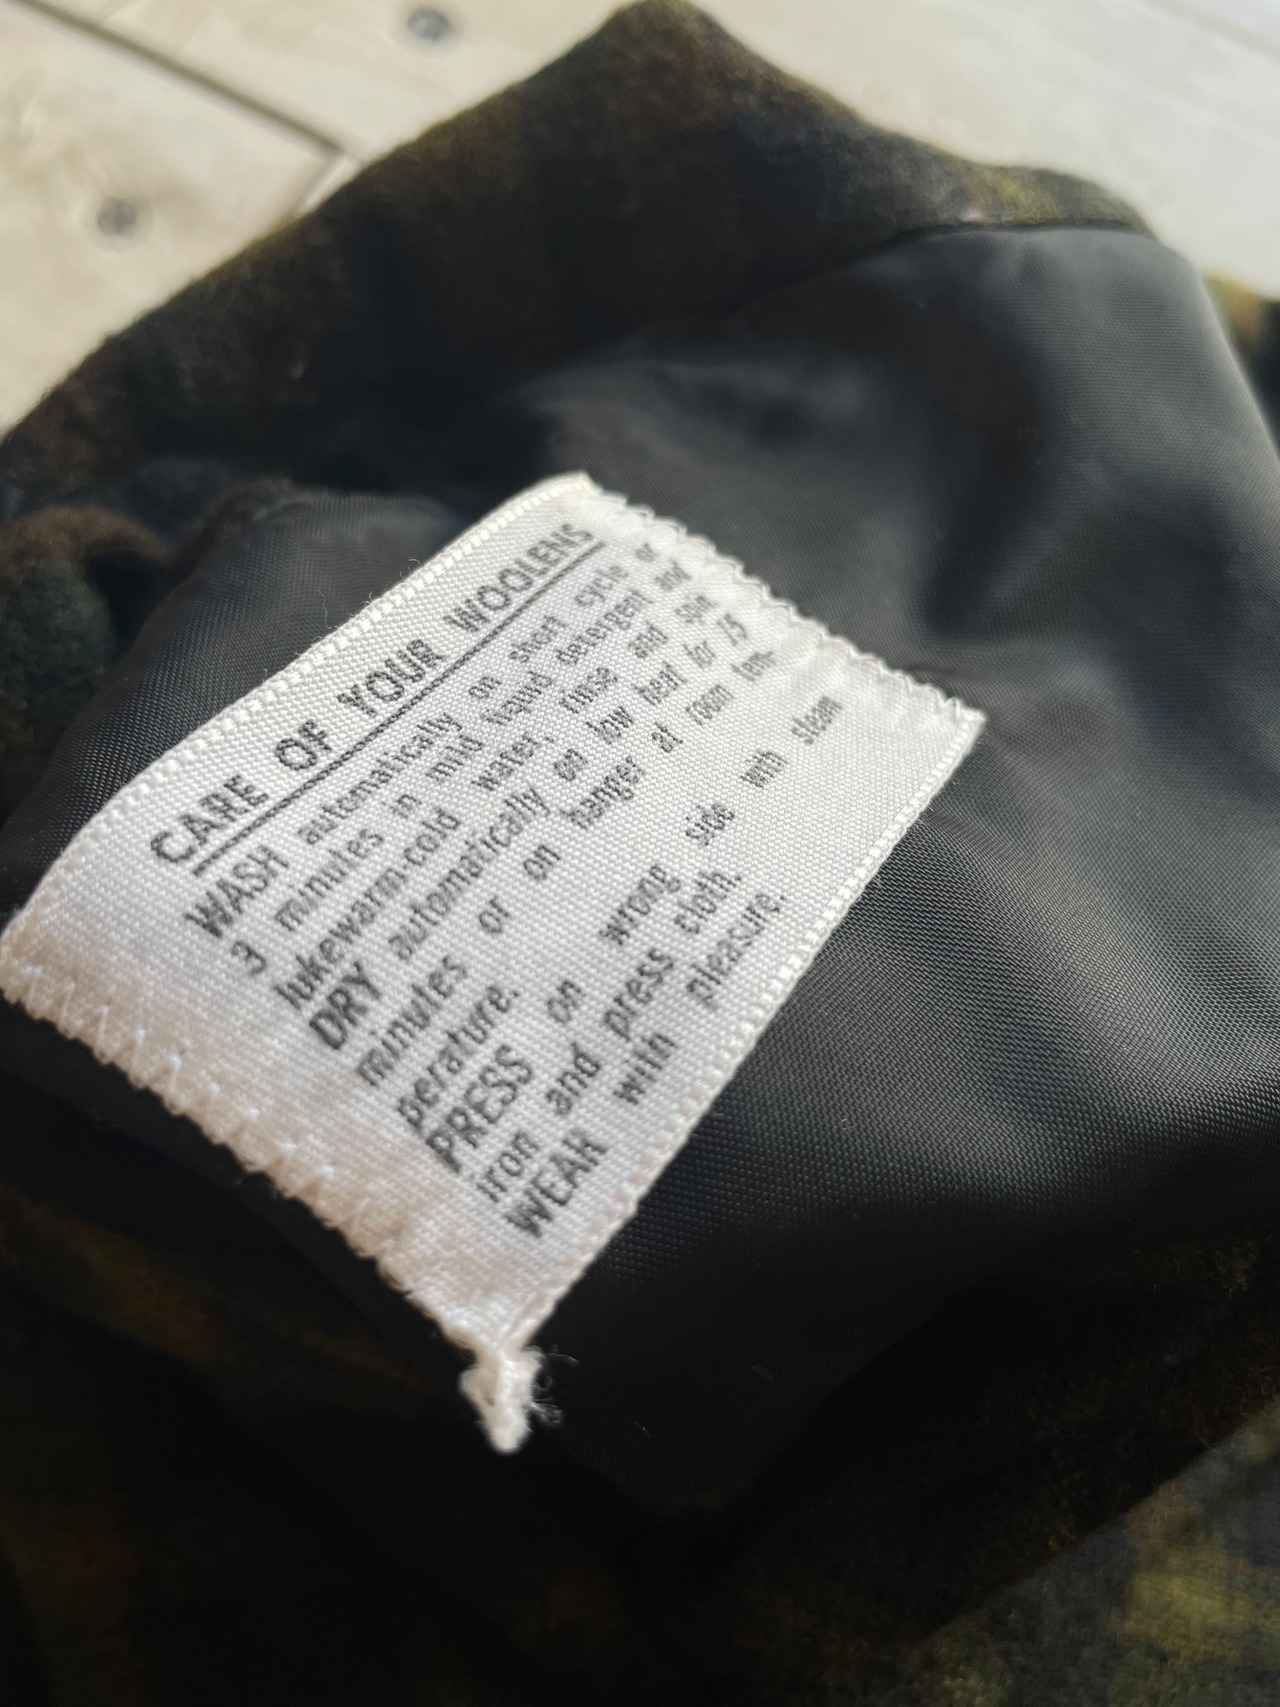 CARE OF YOUR WOOLENS
WASH automatically on short cycle or
3 minutes in mild liquid detergent and
lukewarm-cold water, rinse and spin
DRY automatically on low heat for 15
minutes or on hanger at room tem-
perature.
PRESS on wrong side with steam
iron and press cloth.
WEAR with pleasure.